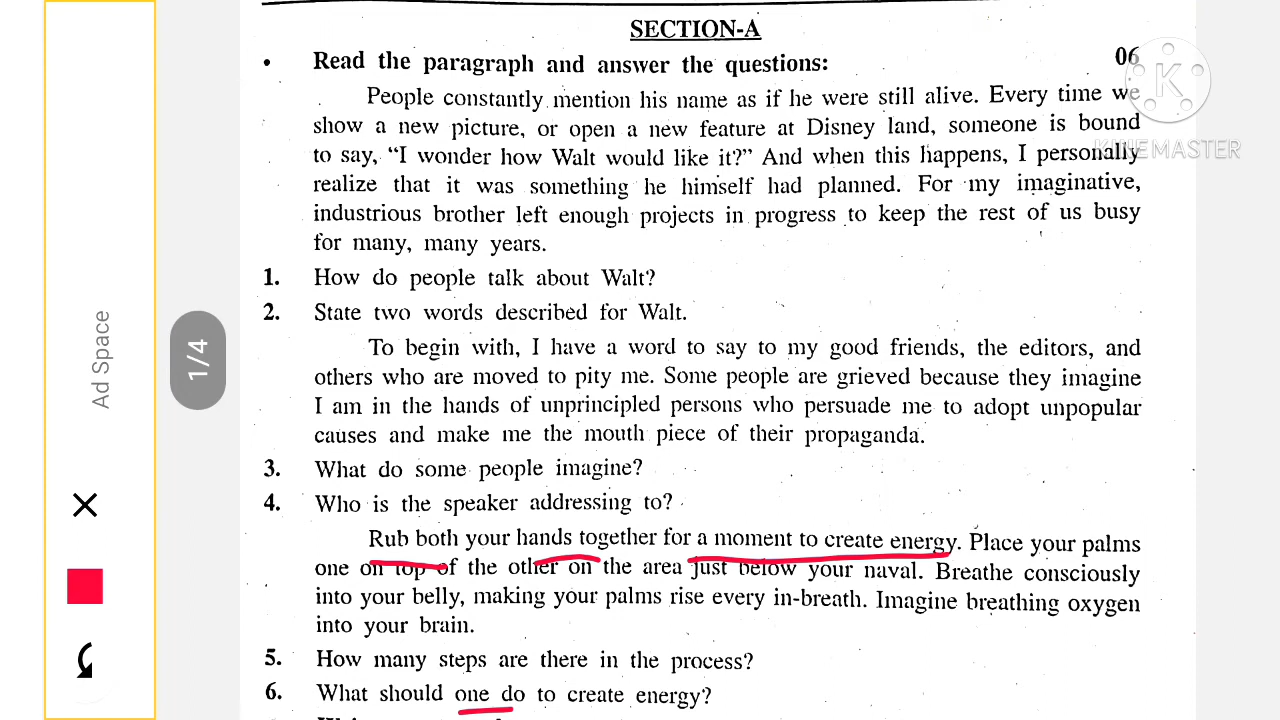 SECTION-A
• Read the paragraph and answer the questions: 06
People constantly mention his name as if he were still alive. Every time we
show a new picture, or open a new feature at Disney land, someone is bound
to say, “I wonder how Walt would like it?” And when this happens, I personally
realize that it was something he himself had planned. For my imaginative,
industrious brother left enough projects in progress to keep the rest of us busy
for many, many years.
1. How do people talk about Walt?
2. State two words described for Walt.
To begin with, I have a word to say to my good friends, the editors, and
others who are moved to pity me. Some people are grieved because they imagine
I am in the hands of unprincipled persons who persuade me to adopt unpopular
causes and make me the mouth piece of their propaganda.
3. What do some people imagine?
4. Who is the speaker addressing to?
Rub both your hands together for a moment to create energy. Place your palms
one on top of the other on the area just below your naval. Breathe consciously
into your belly, making your palms rise every in-breath. Imagine breathing oxygen
into your brain.
5. How many steps are there in the process?
6. What should one do to create energy?
Ad Space
1/4
K
KINEMASTER